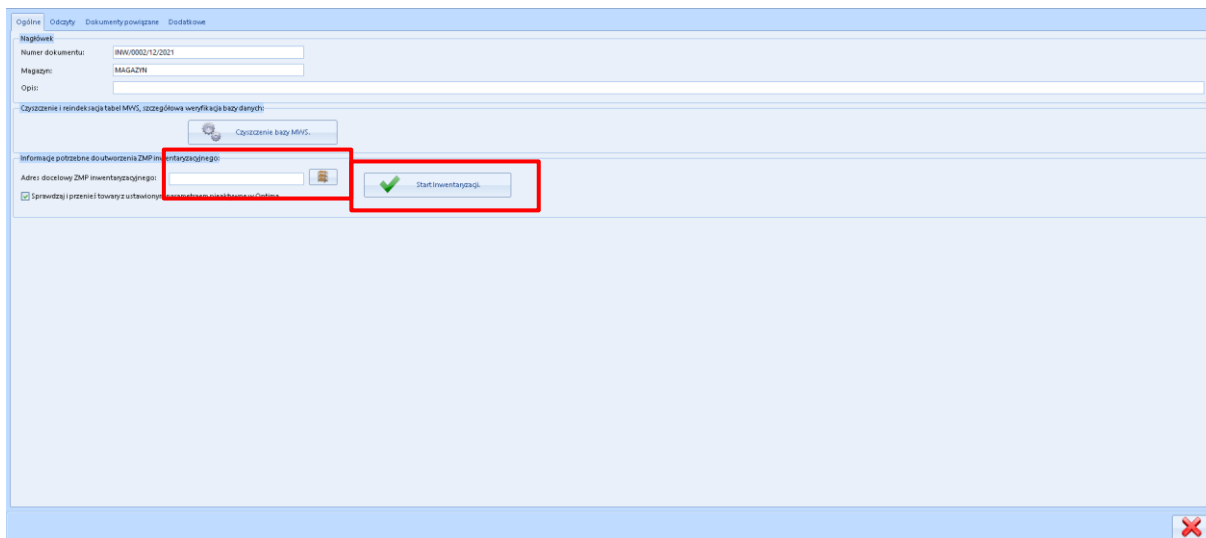 Ogólne Odczyty Dokumenty powiązane Dodatkowe
Nagłówek
Numer dokumentu: INW/0002/12/2021
Magazyn: MAGAZYN
Opis:
Czyszczenie i reindeksacja tabel MWS, szczegółowa weryfikacja bazy danych:
Czyszczenie bazy MWS.
Informacje potrzebne do utworzenia ZMP inwentaryzacyjnego:
Adres docelowy ZMP inwentaryzacyjnego:
Start inwentaryzacji.
Sprawdzaj i przenieś towary z ustawionym parametrem nieaktywne w Optima